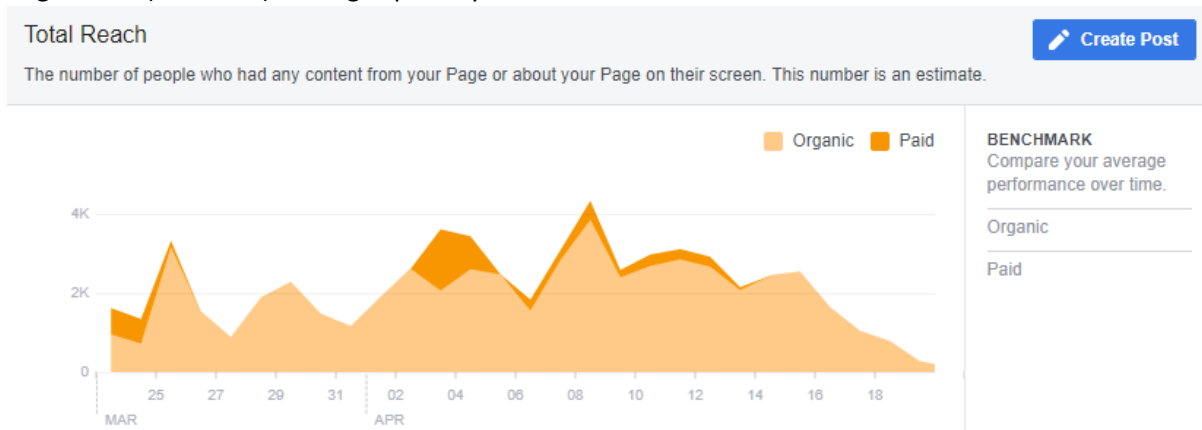 Total Reach
Create Post
The number of people who had any content from your Page or about your Page on their screen. This number is an estimate.
Organic Paid
BENCHMARK
Compare your average
performance over time.
Organic
Paid
4K
2K
0
25 27 29 31 02 04 06 08 10 12 14 16 18
MAR APR